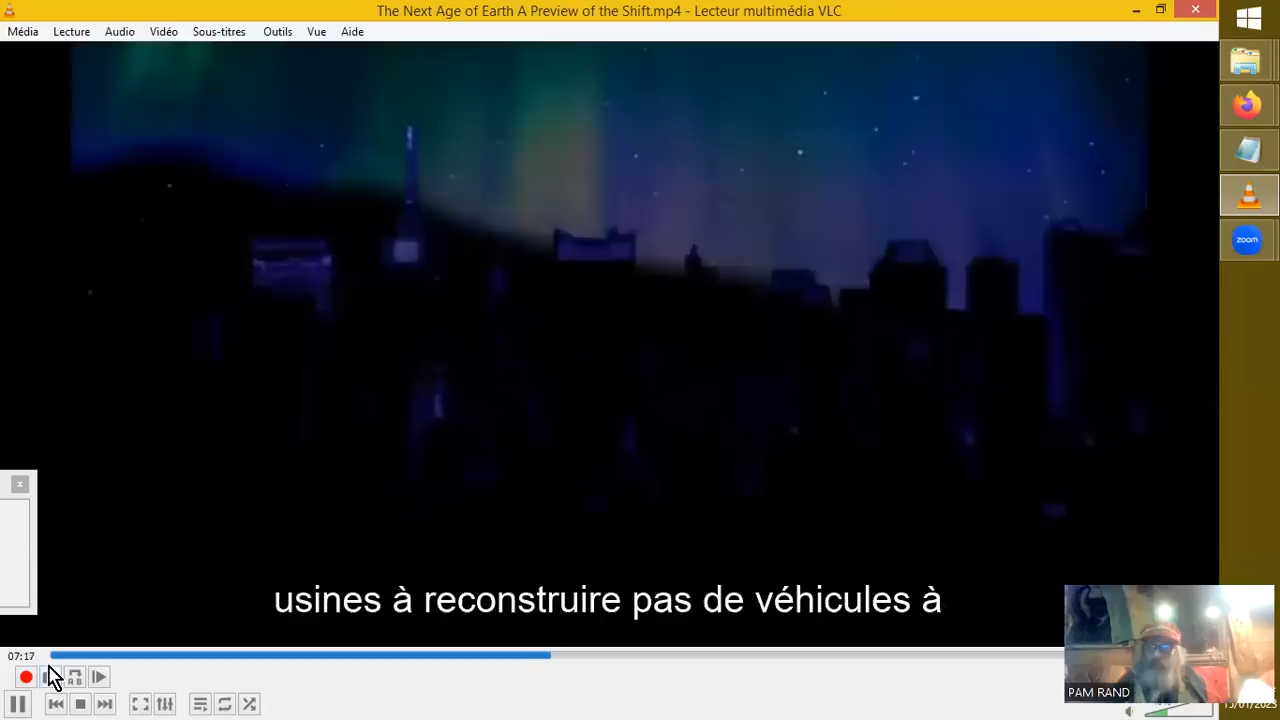 The Next Age of Earth A Preview of the Shift.mp4 - Lecteur multimédia VLC
Média Lecture Audio Vidéo Sous-titres Outils Vue Aide
zoom
usines à reconstruire pas de véhicules à
07:17
PAM RAND